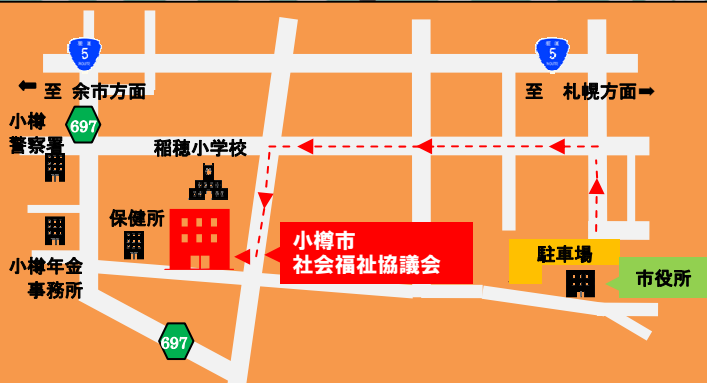 5
5
← 至 余市方面
至 札幌方面➡
小樽
警察署
697
稲穂小学校
保健所
小樽市
社会福祉協議会
駐車場
市役所
小樽年金
事務所
697